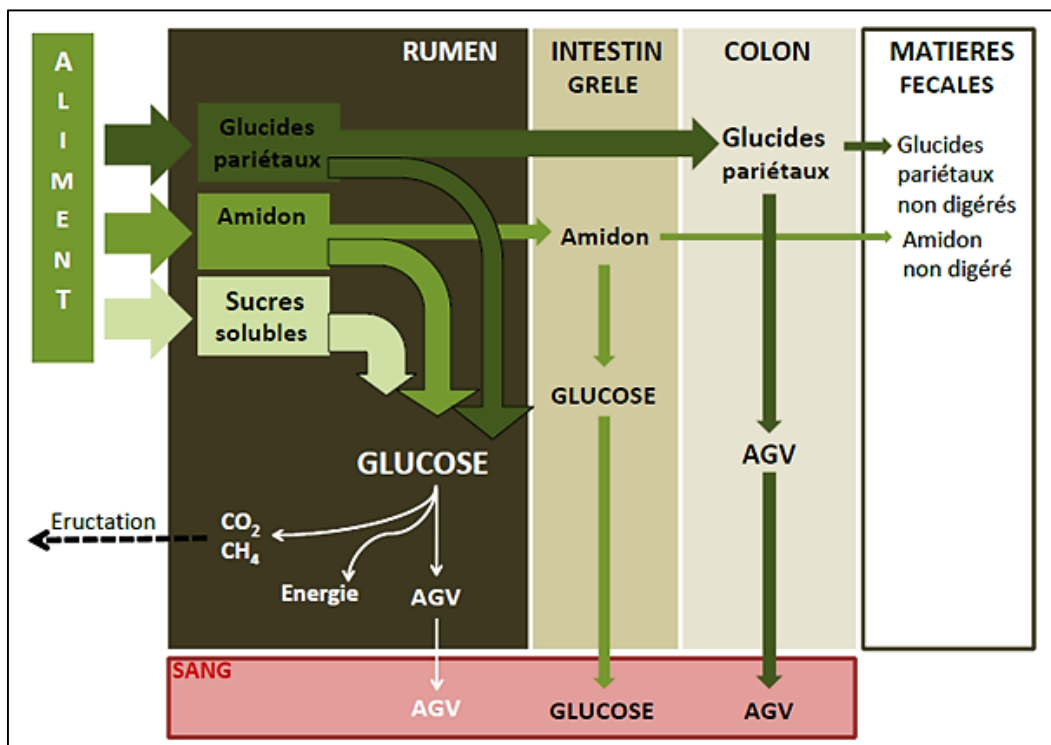 ALIMENT
RUMEN
INTESTIN
GRELE
COLON
MATIERES
FECALES
Glucides
pariétaux
Glucides
pariétaux
Glucides
pariétaux
non digérés
Amidon
Amidon
Amidon
non digéré
Sucres
solubles
GLUCOSE
GLUCOSE
AGV
Eructation
CO₂
CH₄
Energie
AGV
SANG
AGV
GLUCOSE
AGV